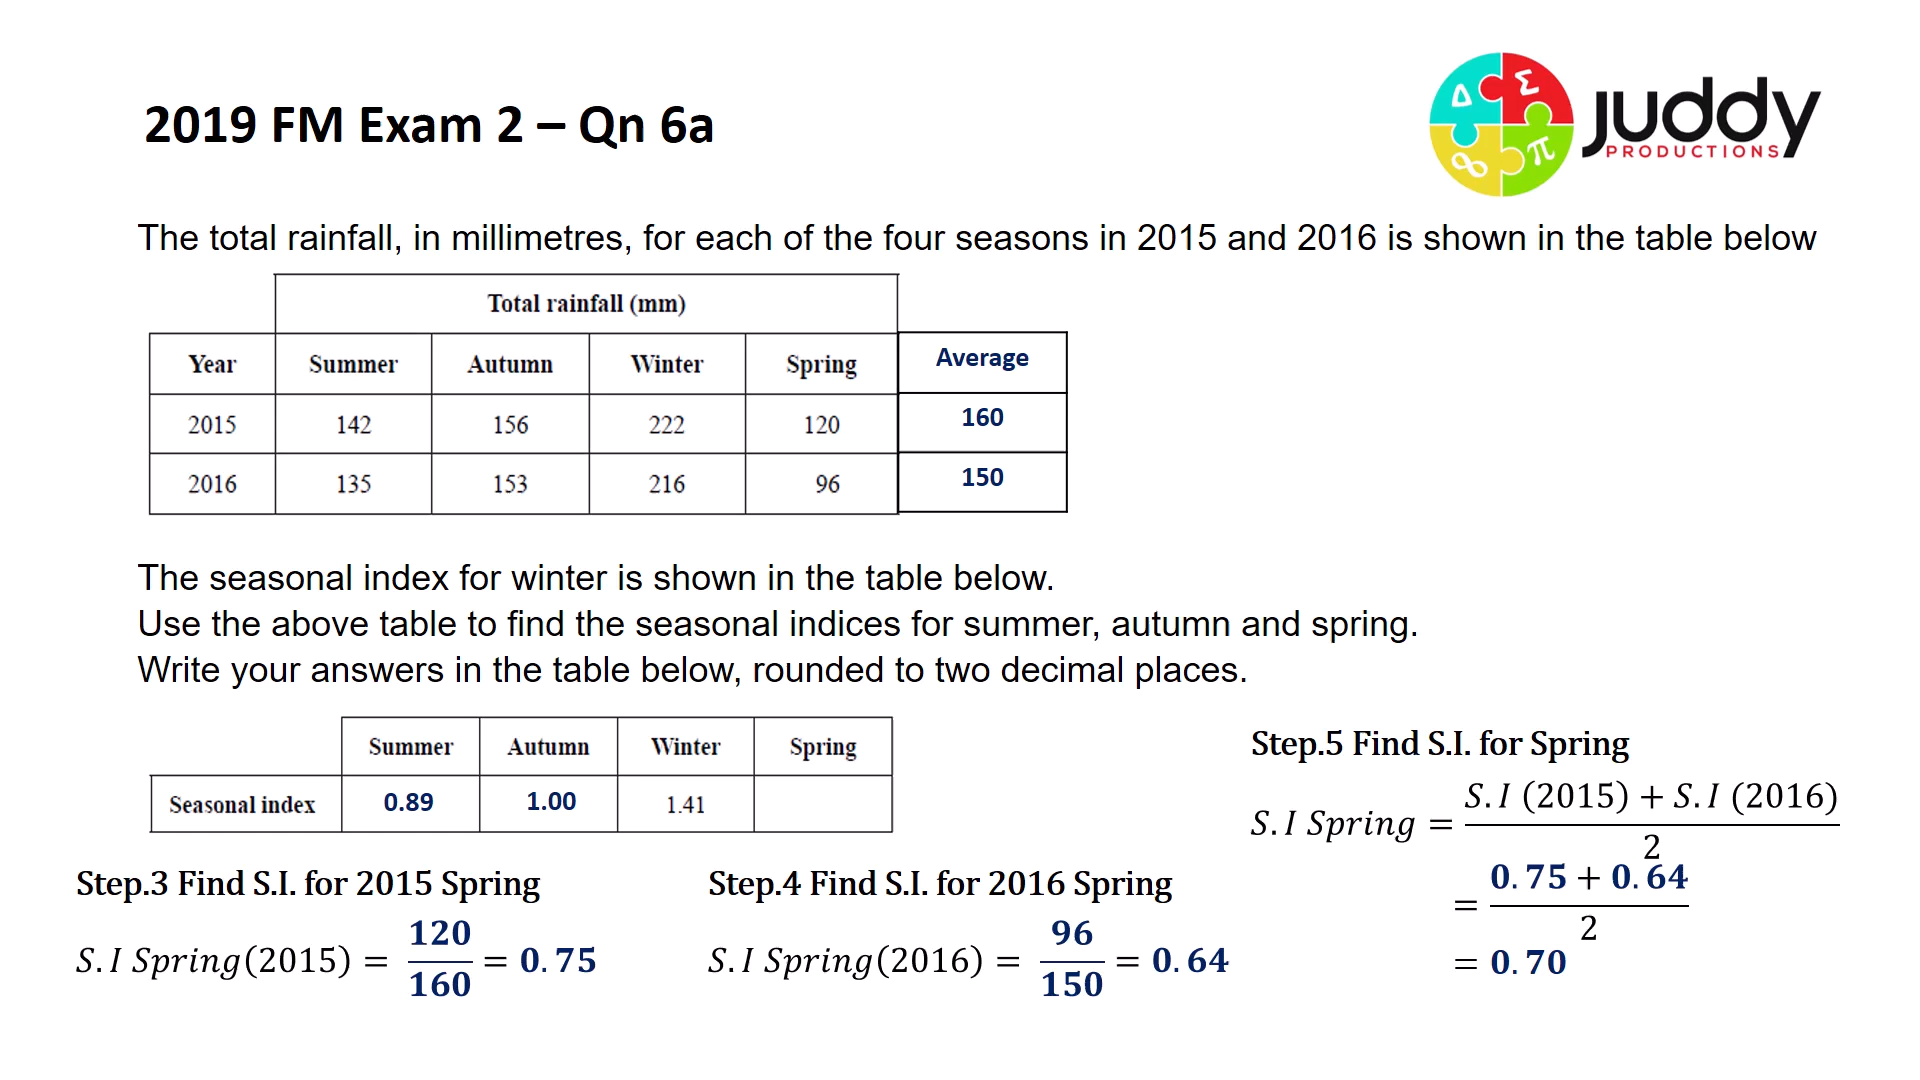 2019 FM Exam 2 – Qn 6a
Δ Σ ∞ π
juddy
PRODUCTIONS
The total rainfall, in millimetres, for each of the four seasons in 2015 and 2016 is shown in the table below
Total rainfall (mm)
Year Summer Autumn Winter Spring Average
2015 142 156 222 120 160
2016 135 153 216 96 150
The seasonal index for winter is shown in the table below.
Use the above table to find the seasonal indices for summer, autumn and spring.
Write your answers in the table below, rounded to two decimal places.
Summer Autumn Winter Spring
Seasonal index 0.89 1.00 1.41
Step.3 Find S.I. for 2015 Spring
S.I Spring(2015) = 120/160 = 0.75
Step.4 Find S.I. for 2016 Spring
S.I Spring(2016) = 96/150 = 0.64
Step.5 Find S.I. for Spring
S.I Spring = S.I (2015) + S.I (2016)/2
= 0.75 + 0.64/2
= 0.70